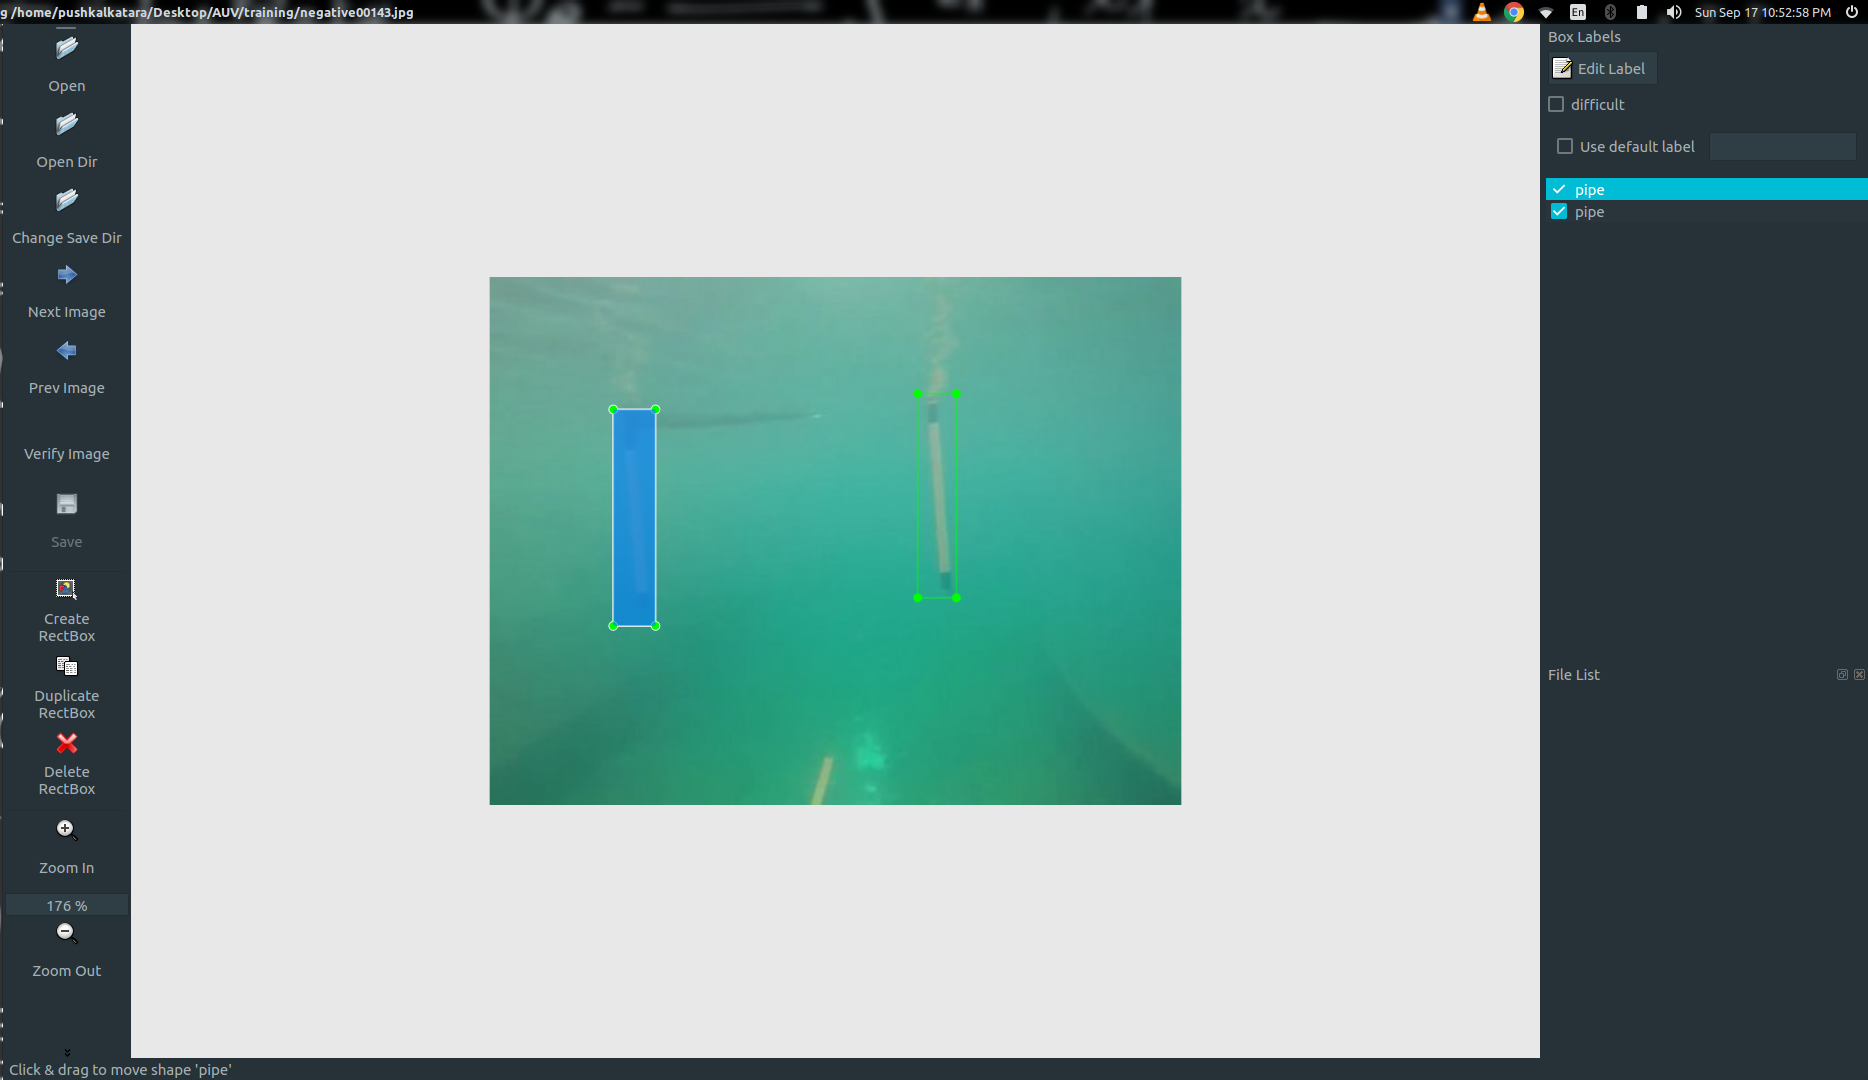 g /home/pushkalkatara/Desktop/AUV/training/negative00143.jpg
En
Sun Sep 17 10:52:58 PM
Open
Open Dir
Change Save Dir
Next Image
Prev Image
Verify Image
Save
Create
RectBox
Duplicate
RectBox
Delete
RectBox
Zoom In
176 %
Zoom Out
Box Labels
Edit Label
difficult
Use default label
pipe
pipe
File List
Click & drag to move shape 'pipe'